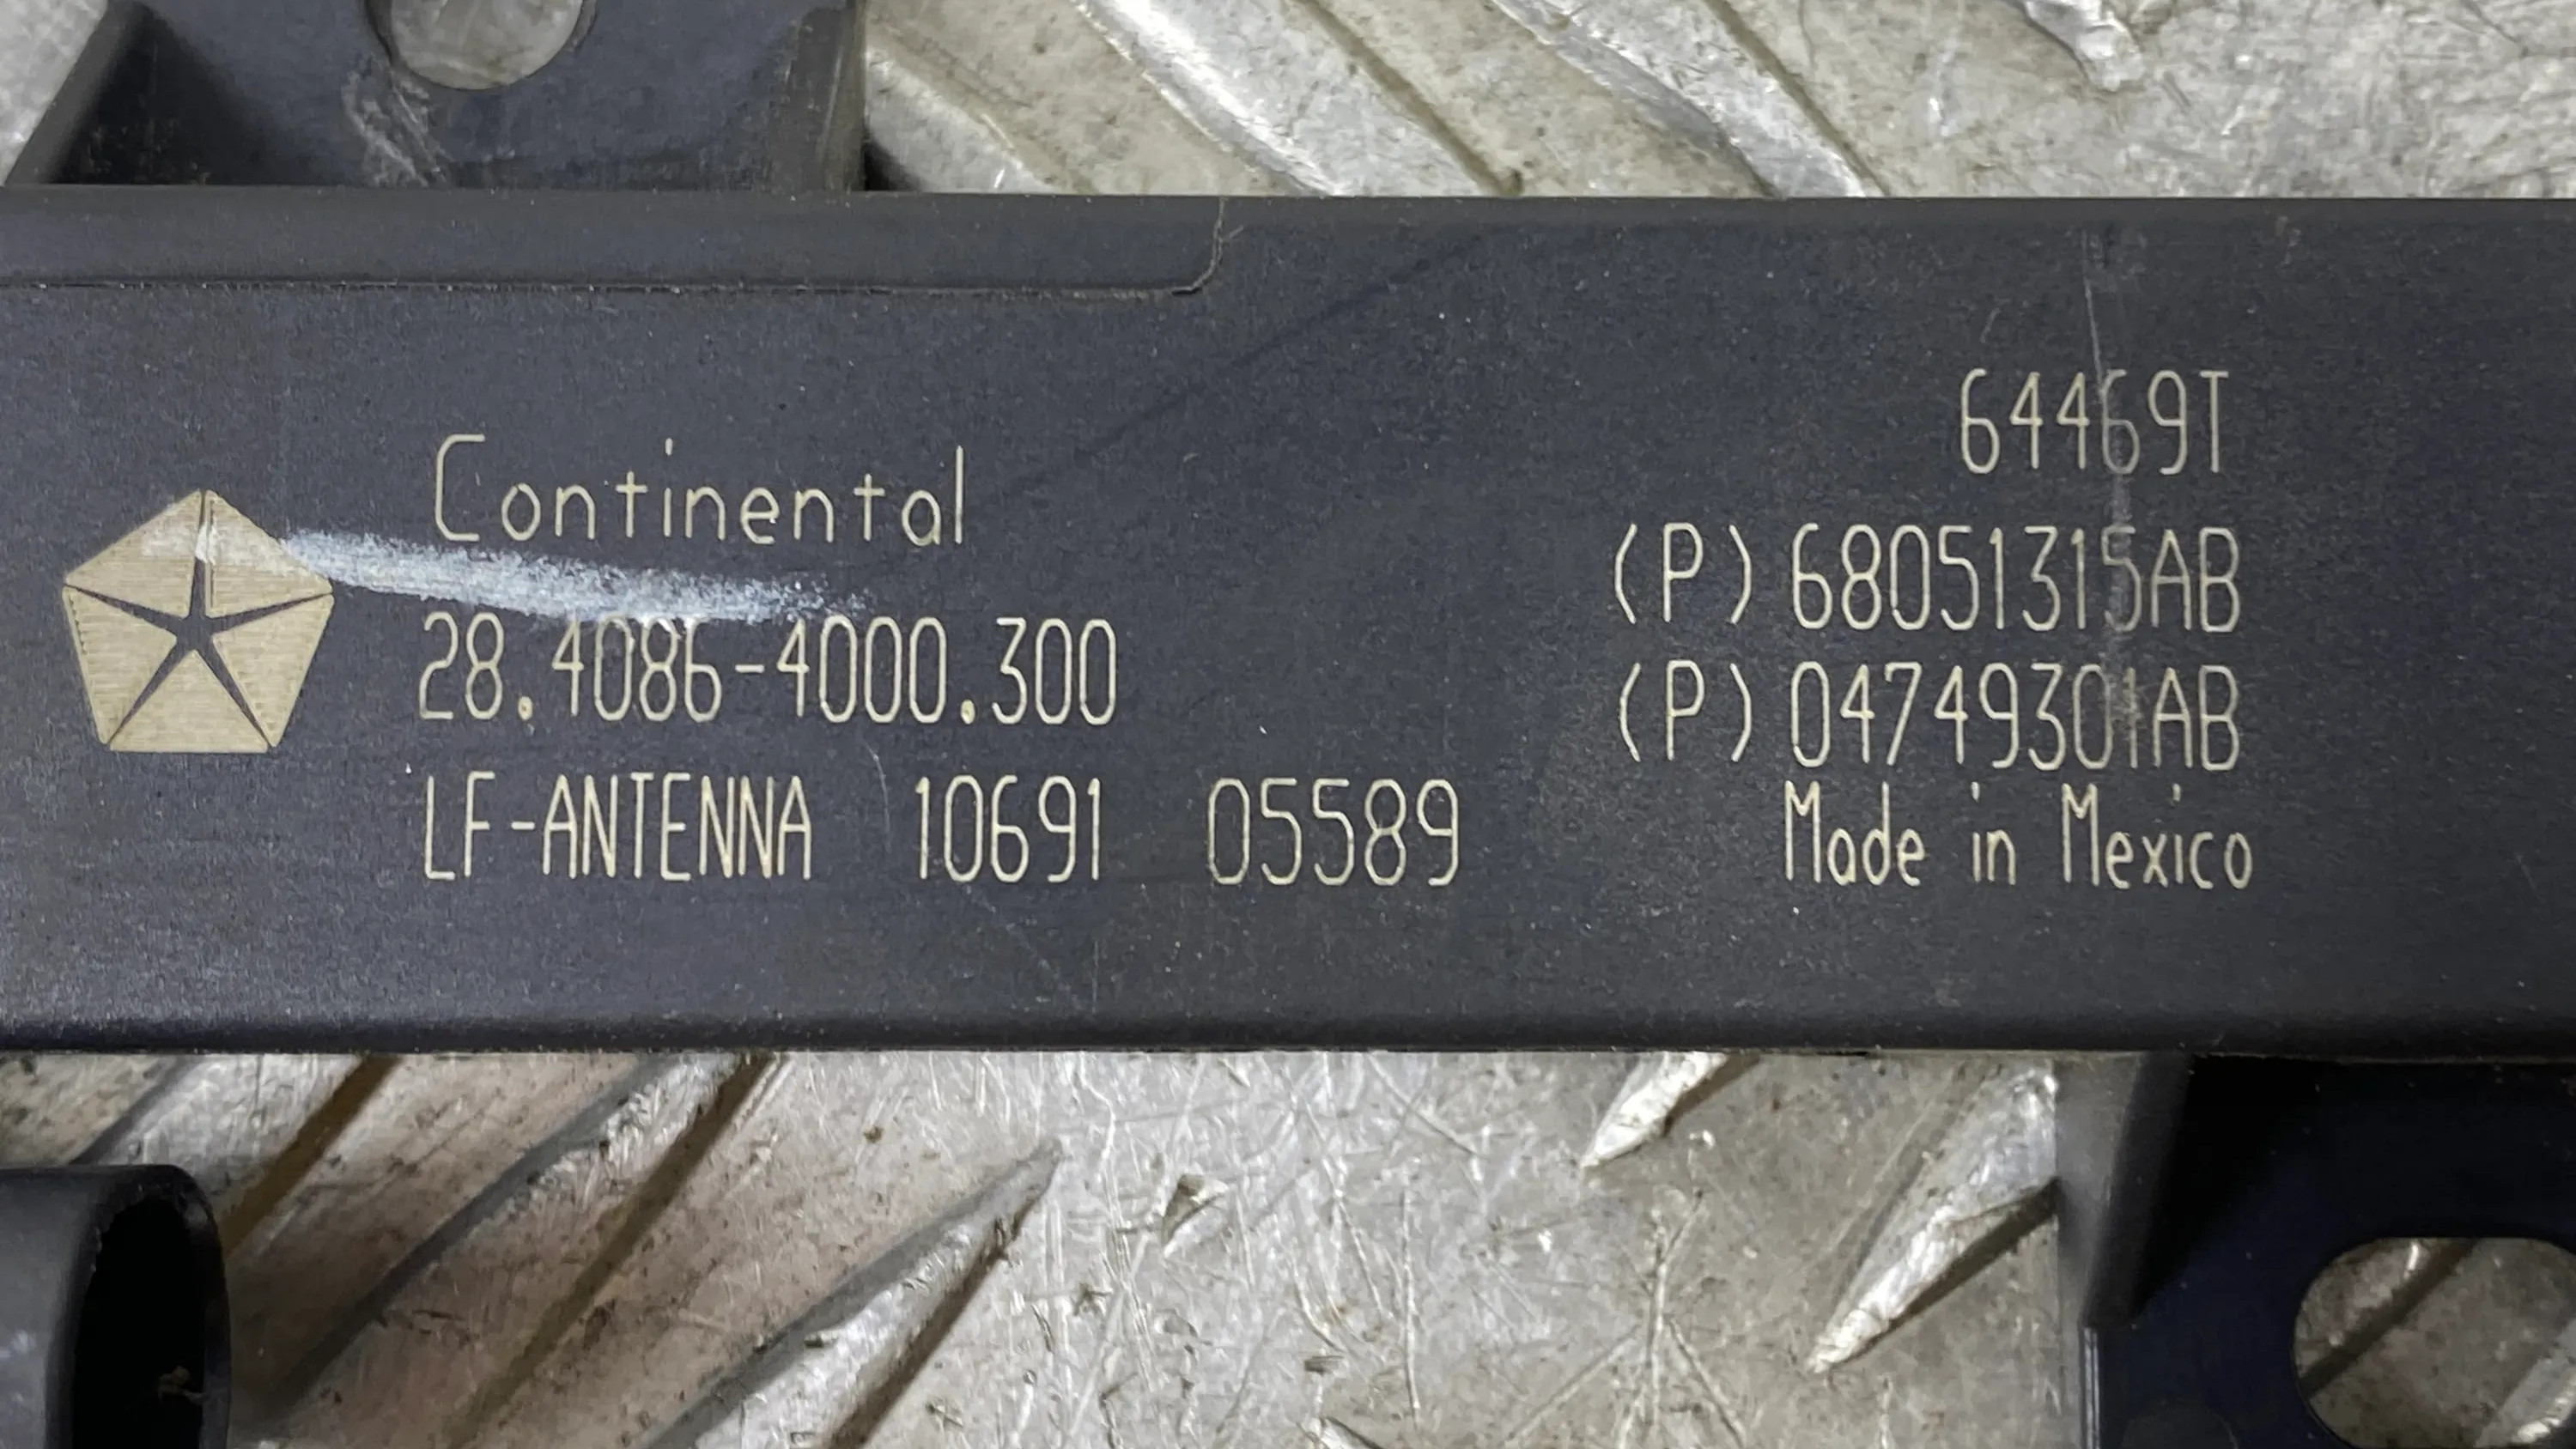 Continental
28.4086-4000.300
LF-ANTENNA 10691 05589
64469T
(P)68051315AB
(P)04749301AB
Made in Mexico